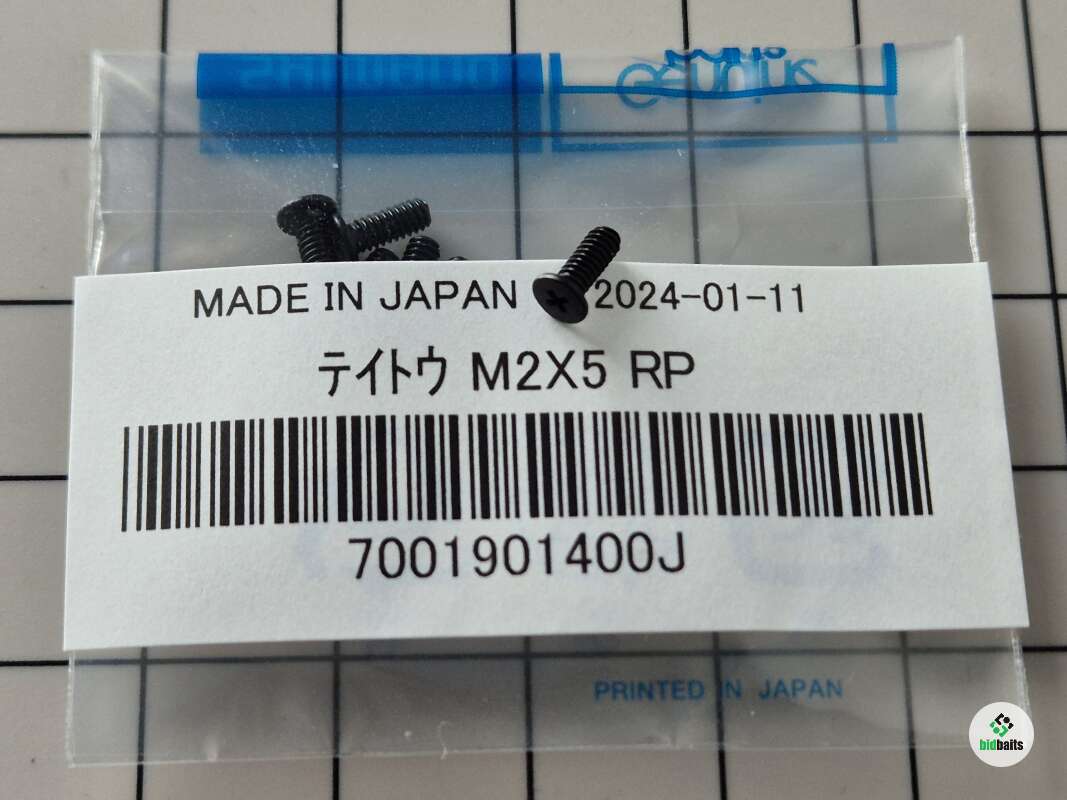 MADE IN JAPAN 2024-01-11
テイトウ M2X5 RP
7001901400J
PRINTED IN JAPAN
bidbaits